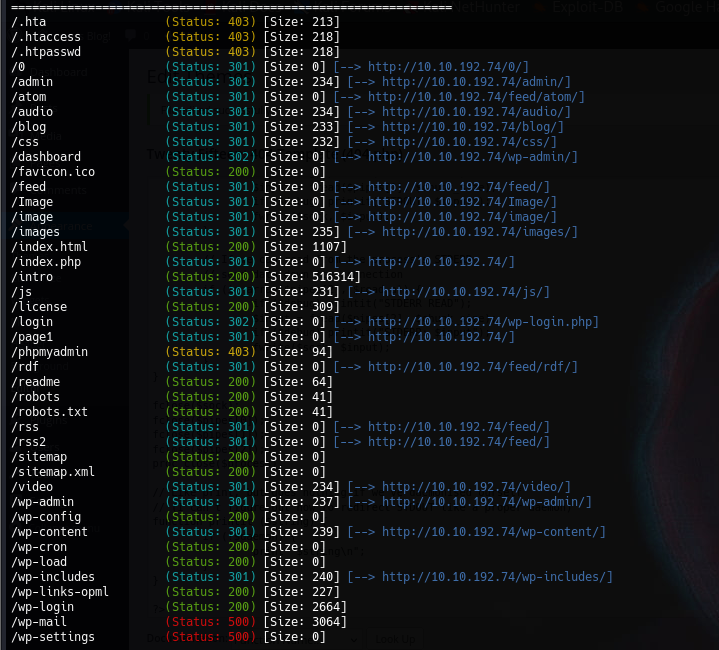 ===============================================================
/.hta (Status: 403) [Size: 213]
/.htaccess (Status: 403) [Size: 218]
/.htpasswd (Status: 403) [Size: 218]
/0 (Status: 301) [Size: 0] [--> http://10.10.192.74/0/]
/admin (Status: 301) [Size: 234] [--> http://10.10.192.74/admin/]
/atom (Status: 301) [Size: 0] [--> http://10.10.192.74/feed/atom/]
/audio (Status: 301) [Size: 234] [--> http://10.10.192.74/audio/]
/blog (Status: 301) [Size: 233] [--> http://10.10.192.74/blog/]
/css (Status: 301) [Size: 232] [--> http://10.10.192.74/css/]
/dashboard (Status: 302) [Size: 0] [--> http://10.10.192.74/wp-admin/]
/favicon.ico (Status: 200) [Size: 0]
/feed (Status: 301) [Size: 0] [--> http://10.10.192.74/feed/]
/Image (Status: 301) [Size: 0] [--> http://10.10.192.74/Image/]
/image (Status: 301) [Size: 0] [--> http://10.10.192.74/image/]
/images (Status: 301) [Size: 235] [--> http://10.10.192.74/images/]
/index.html (Status: 200) [Size: 1107]
/index.php (Status: 301) [Size: 0] [--> http://10.10.192.74/]
/intro (Status: 200) [Size: 516314]
/js (Status: 301) [Size: 231] [--> http://10.10.192.74/js/]
/license (Status: 200) [Size: 309]
/login (Status: 302) [Size: 0] [--> http://10.10.192.74/wp-login.php]
/page1 (Status: 301) [Size: 0] [--> http://10.10.192.74/]
/phpmyadmin (Status: 403) [Size: 94]
/rdf (Status: 301) [Size: 0] [--> http://10.10.192.74/feed/rdf/]
/readme (Status: 200) [Size: 64]
/robots (Status: 200) [Size: 41]
/robots.txt (Status: 200) [Size: 41]
/rss (Status: 301) [Size: 0] [--> http://10.10.192.74/feed/]
/rss2 (Status: 301) [Size: 0] [--> http://10.10.192.74/feed/]
/sitemap (Status: 200) [Size: 0]
/sitemap.xml (Status: 200) [Size: 0]
/video (Status: 301) [Size: 234] [--> http://10.10.192.74/video/]
/wp-admin (Status: 301) [Size: 237] [--> http://10.10.192.74/wp-admin/]
/wp-config (Status: 200) [Size: 0]
/wp-content (Status: 301) [Size: 239] [--> http://10.10.192.74/wp-content/]
/wp-cron (Status: 200) [Size: 0]
/wp-load (Status: 200) [Size: 0]
/wp-includes (Status: 301) [Size: 240] [--> http://10.10.192.74/wp-includes/]
/wp-links-opml (Status: 200) [Size: 227]
/wp-login (Status: 200) [Size: 2664]
/wp-mail (Status: 500) [Size: 3064]
/wp-settings (Status: 500) [Size: 0]